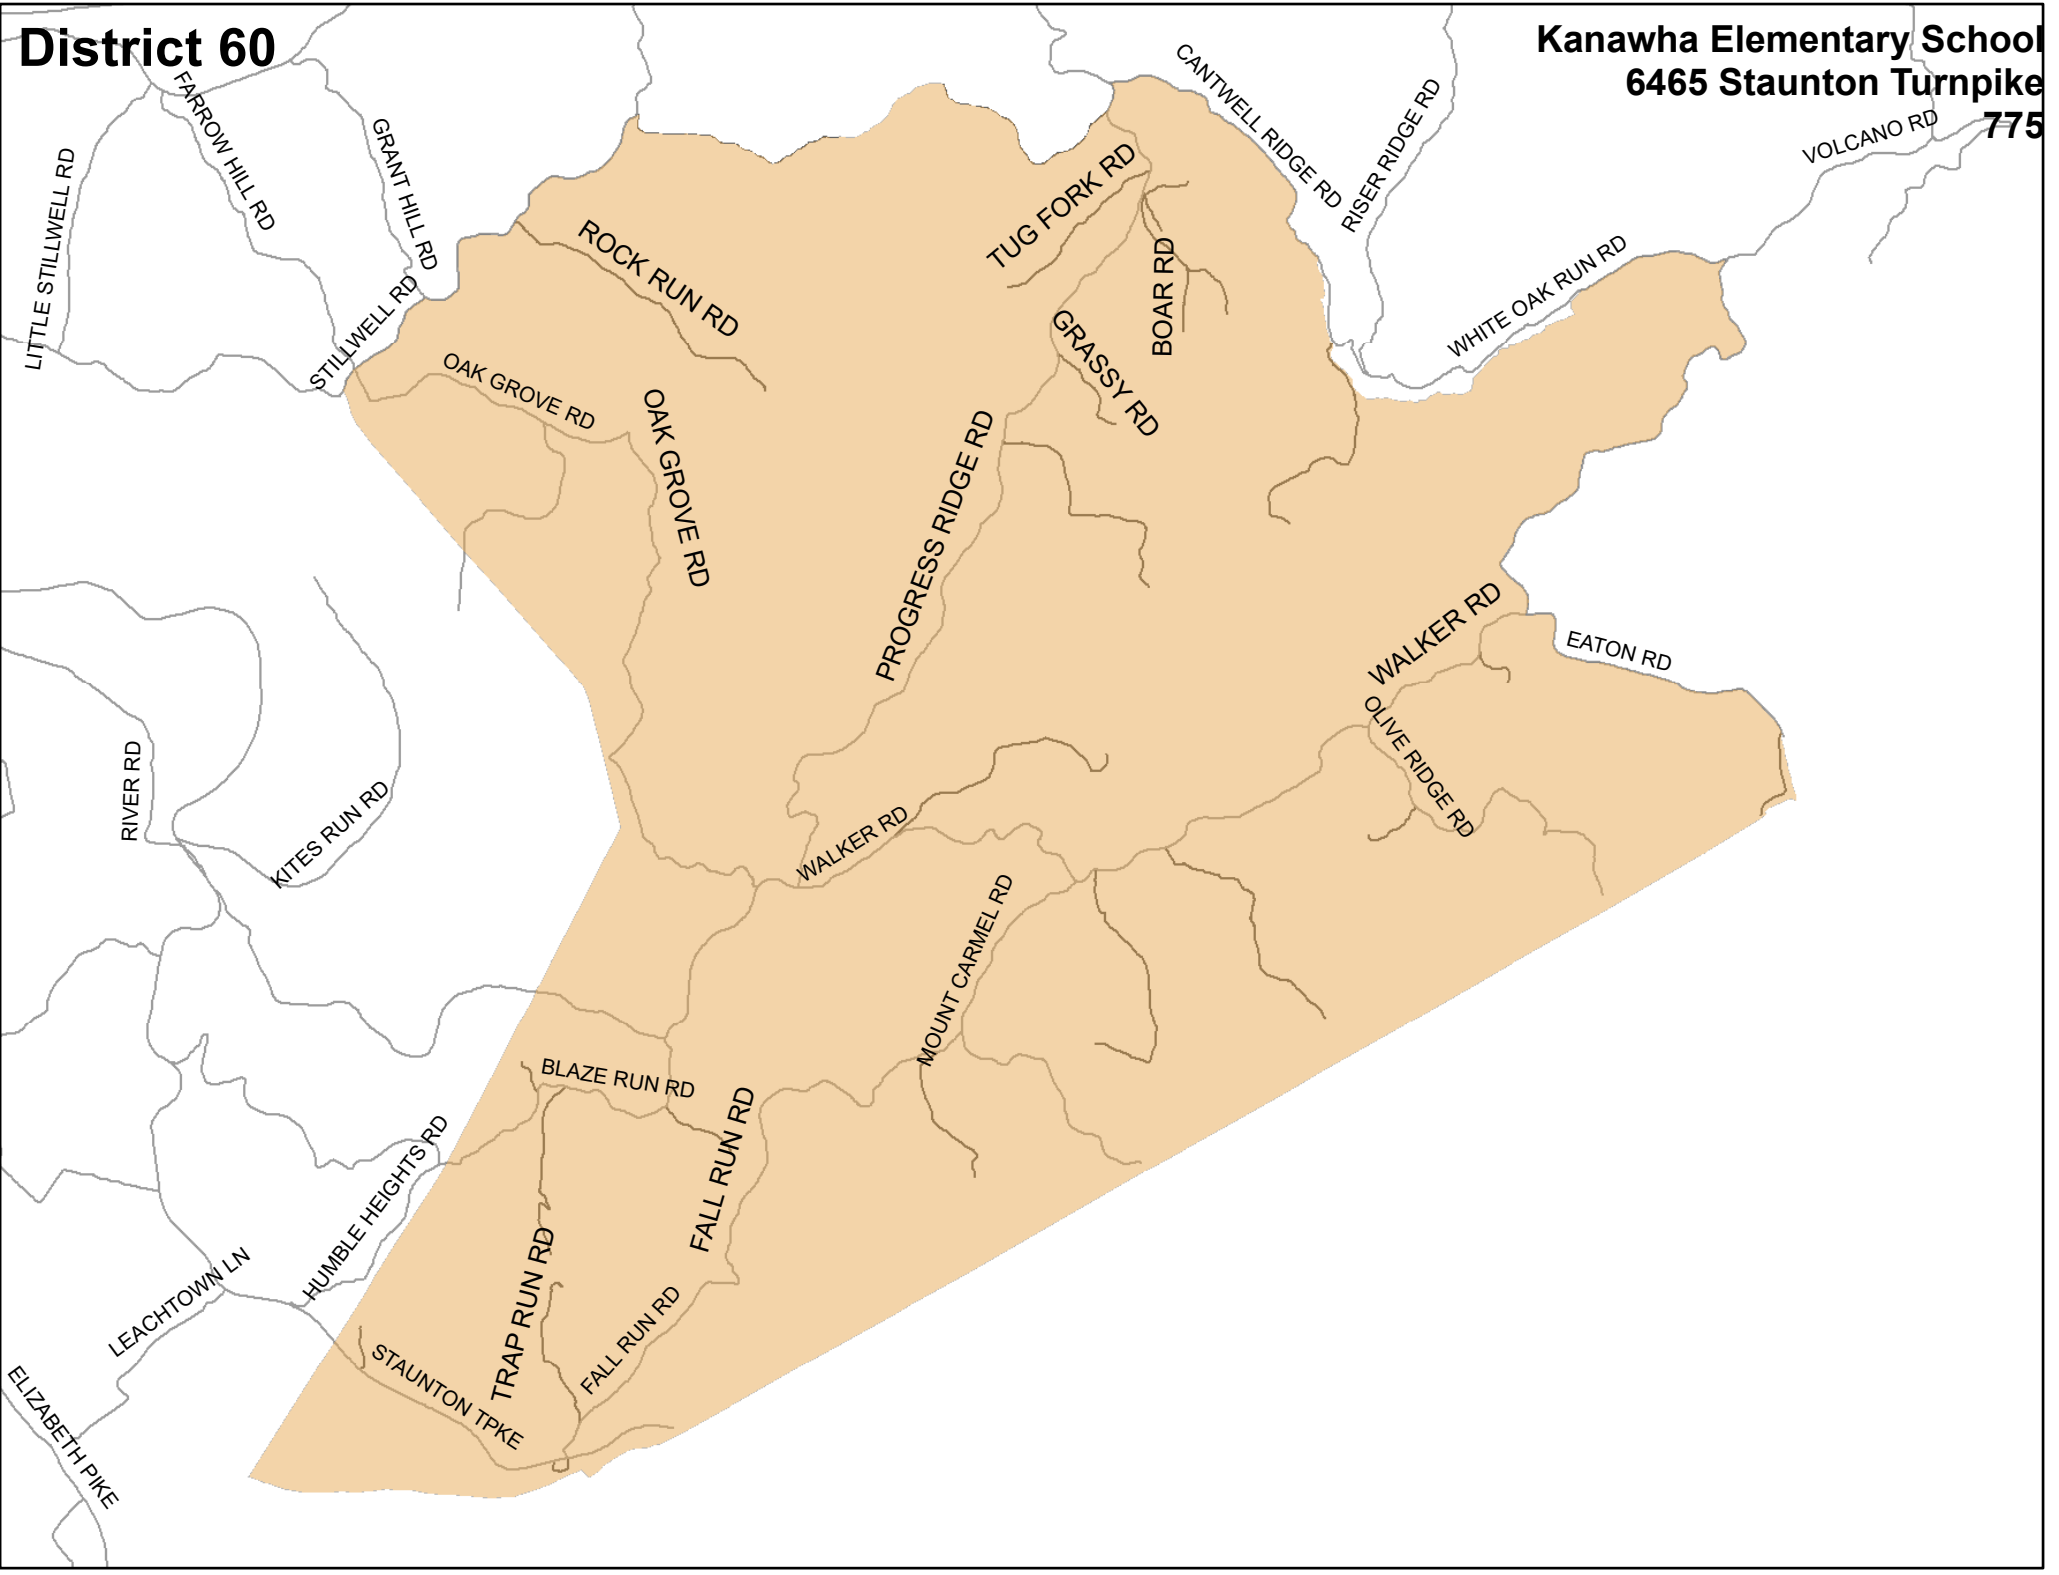 District 60
Kanawha Elementary School
6465 Staunton Turnpike
775
CANTWELL RIDGE RD
RISER RIDGE RD
VOLCANO RD
FARROW HILL RD
GRANT HILL RD
LITTLE STILLWELL RD
TUG FORK RD
ROCK RUN RD
BOAR RD
WHITE OAK RUN RD
STILLWELL RD
GRASSY RD
OAK GROVE RD
OAK GROVE RD
PROGRESS RIDGE RD
WALKER RD
EATON RD
OLIVE RIDGE RD
RIVER RD
KITES RUN RD
WALKER RD
MOUNT CARMEL RD
BLAZE RUN RD
FALL RUN RD
HUMBLE HEIGHTS RD
TRAP RUN RD
LEACHTOWN LN
FALL RUN RD
STAUNTON TPKE
ELIZABETH PIKE